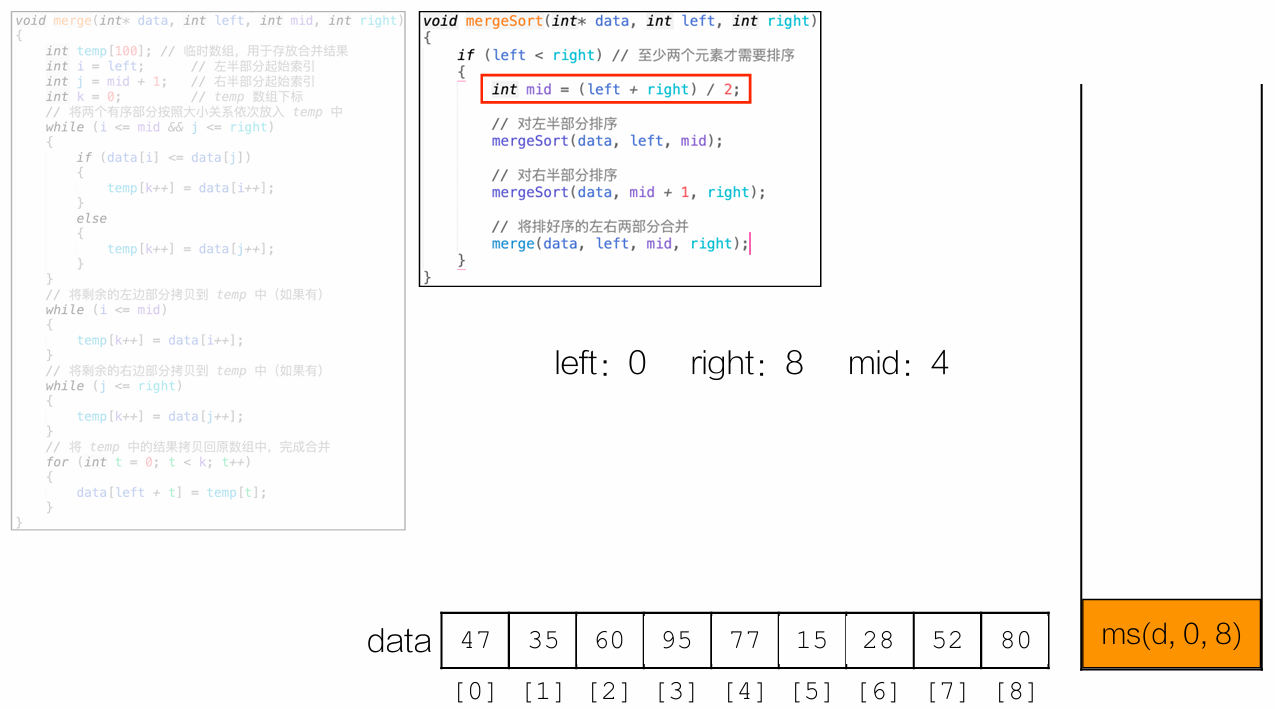 void merge(int* data, int left, int mid, int right)
{
    int temp[100]; // 临时数组，用于存放合并结果
    int i = left;      // 左半部分起始索引
    int j = mid + 1;   // 右半部分起始索引
    int k = 0;         // temp 数组下标
    // 将两个有序部分按照大小关系依次放入 temp 中
    while (i <= mid && j <= right)
    {
        if (data[i] <= data[j])
        {
            temp[k++] = data[i++];
        }
        else
        {
            temp[k++] = data[j++];
        }
    }
    // 将剩余的左边部分拷贝到 temp 中（如果有）
    while (i <= mid)
    {
        temp[k++] = data[i++];
    }
    // 将剩余的右边部分拷贝到 temp 中（如果有）
    while (j <= right)
    {
        temp[k++] = data[j++];
    }
    // 将 temp 中的结果拷贝回原数组中，完成合并
    for (int t = 0; t < k; t++)
    {
        data[left + t] = temp[t];
    }
}
void mergeSort(int* data, int left, int right)
{
    if (left < right) // 至少两个元素才需要排序
    {
        int mid = (left + right) / 2;
        // 对左半部分排序
        mergeSort(data, left, mid);
        // 对右半部分排序
        mergeSort(data, mid + 1, right);
        // 将排好序的左右两部分合并
        merge(data, left, mid, right);
    }
}
left：0 right：8 mid：4
data 47 35 60 95 77 15 28 52 80
[0] [1] [2] [3] [4] [5] [6] [7] [8]
ms(d, 0, 8)